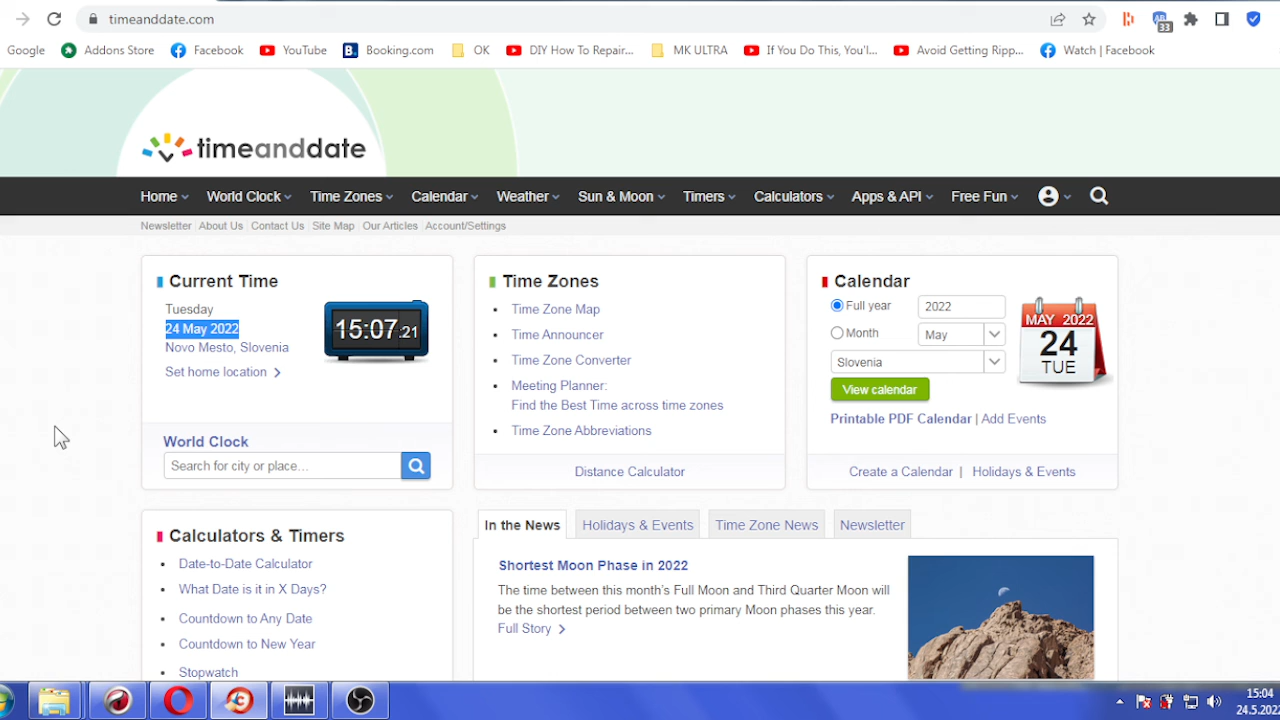 timeanddate.com
33
Google Addons Store Facebook YouTube B. Booking.com OK DIY How To Repair... MK ULTRA If You Do This, You'l... Avoid Getting Ripp... Watch | Facebook
timeanddate
Home World Clock Time Zones Calendar Weather Sun & Moon Timers Calculators Apps & API Free Fun
Newsletter About Us Contact Us Site Map Our Articles Account/Settings
Current Time
Tuesday
24 May 2022
Novo Mesto, Slovenia
Set home location
15:07.21
World Clock
Search for city or place...
Time Zones
Time Zone Map
Time Announcer
Time Zone Converter
Meeting Planner:
Find the Best Time across time zones
Time Zone Abbreviations
Distance Calculator
Calendar
Full year 2022
Month May
Slovenia
View calendar
MAY 2022
24
TUE
Printable PDF Calendar | Add Events
Create a Calendar | Holidays & Events
Calculators & Timers
Date-to-Date Calculator
What Date is it in X Days?
Countdown to Any Date
Countdown to New Year
Stopwatch
In the News Holidays & Events Time Zone News Newsletter
Shortest Moon Phase in 2022
The time between this month's Full Moon and Third Quarter Moon will
be the shortest period between two primary Moon phases this year.
Full Story
15:04
24.5.2022